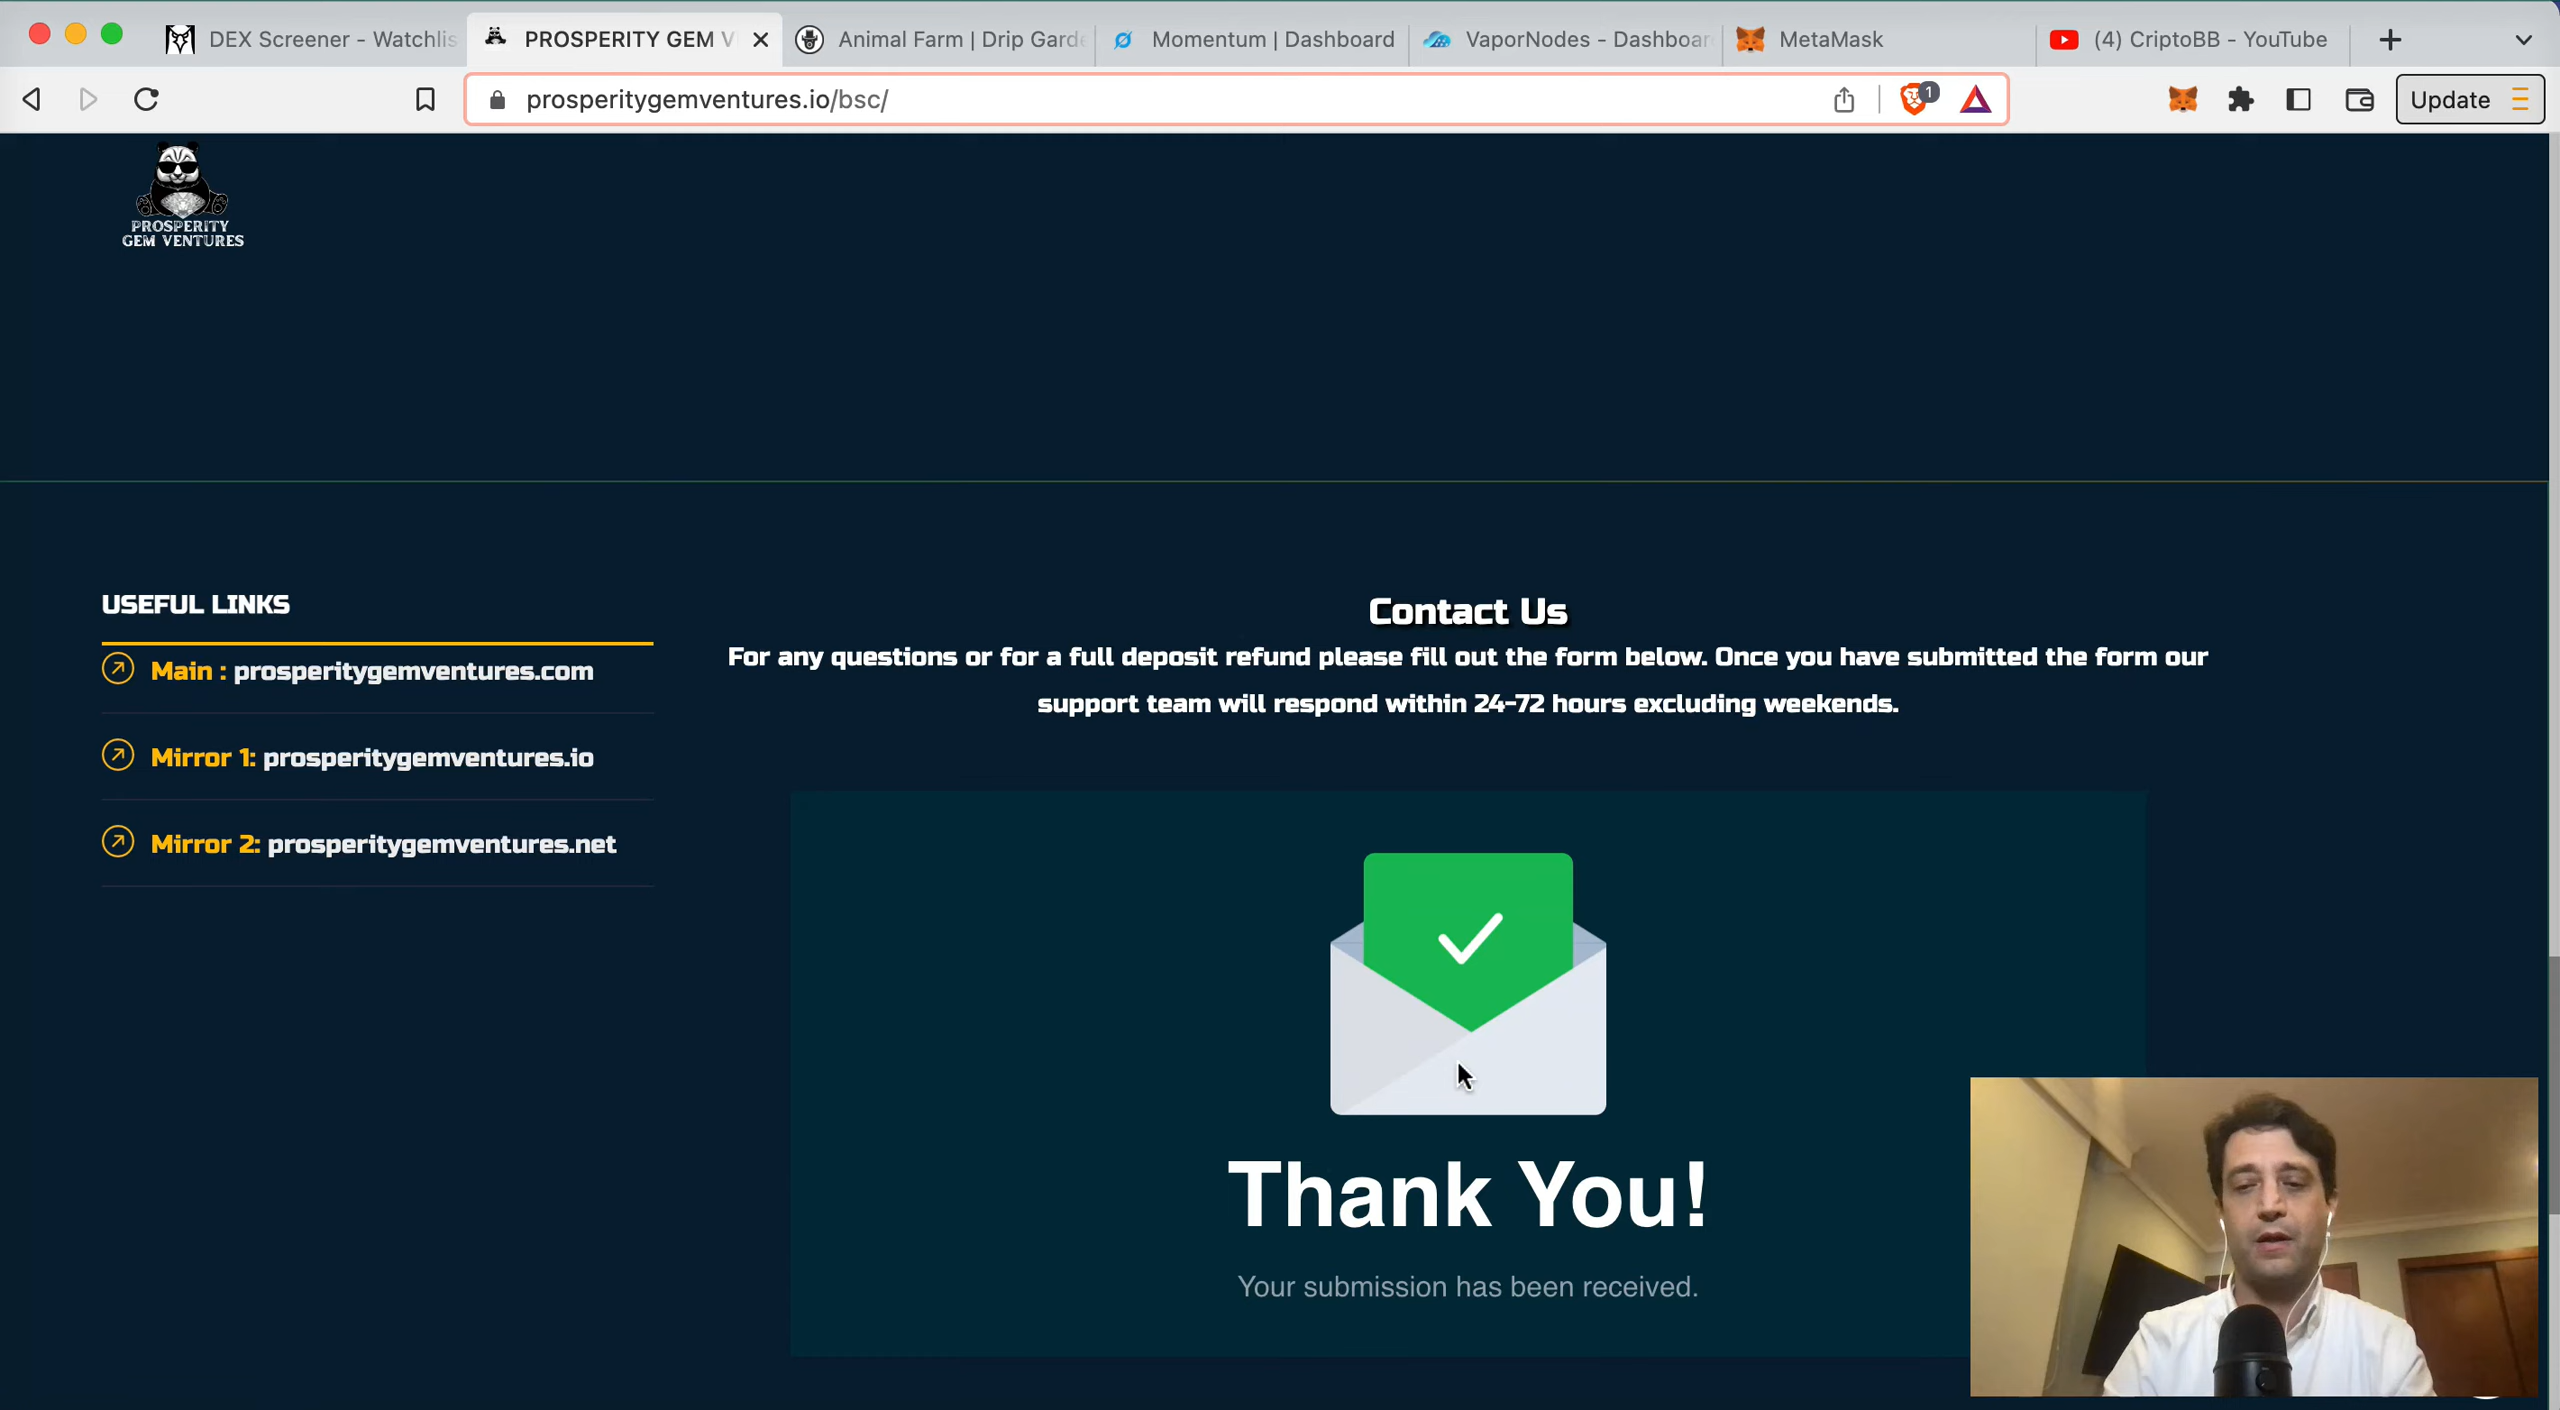 DEX Screener - Watchlis
PROSPERITY GEM V
Animal Farm | Drip Garde
Momentum | Dashboard
VaporNodes - Dashboar
MetaMask
(4) CriptoBB - YouTube
prosperitygemventures.io/bsc/
1
Update
PROSPERITY
GEM VENTURES
USEFUL LINKS
Main : prosperitygemventures.com
Mirror 1: prosperitygemventures.io
Mirror 2: prosperitygemventures.net
Contact Us
For any questions or for a full deposit refund please fill out the form below. Once you have submitted the form our
support team will respond within 24-72 hours excluding weekends.
Thank You!
Your submission has been received.